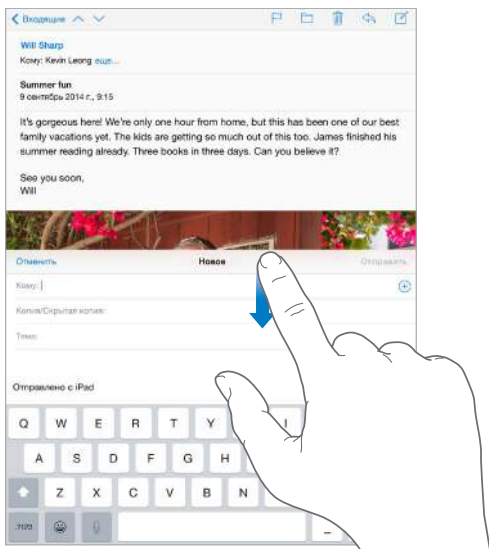 Входящие
Will Sharp
Кому: Kevin Leong еще...
Summer fun
9 сентябрь 2014 г., 9:15
It's gorgeous here! We're only one hour from home, but this has been one of our best
family vacations yet. The kids are getting so much out of this too. James finished his
summer reading already. Three books in three days. Can you believe it?
See you soon,
Will
Отменить Новое Отправить
Кому:
Копия/Скрытая копия:
Тема:
Отправлено с iPad
Q W E R T Y I
A S D F G H
Z X C V B N
.?123 _